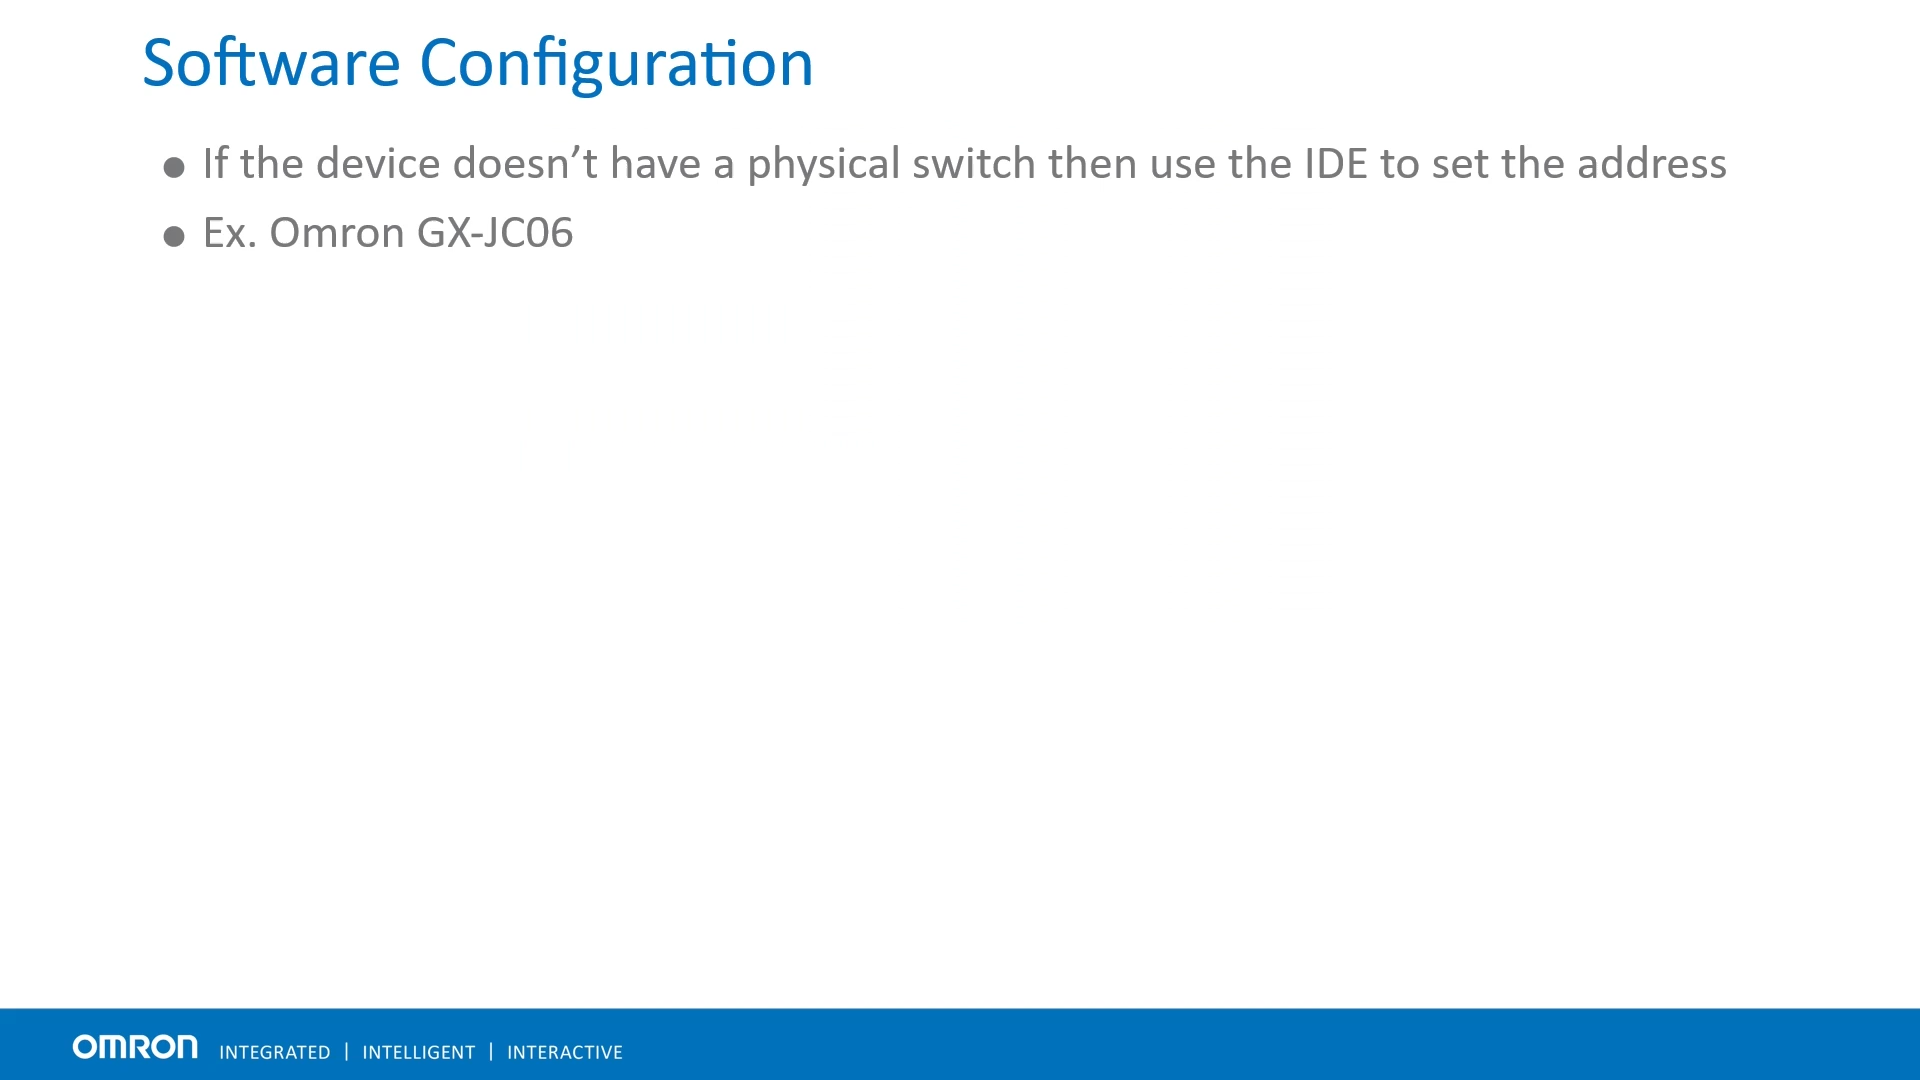 Software Configuration
● If the device doesn’t have a physical switch then use the IDE to set the address
● Ex. Omron GX-JC06
OMRON INTEGRATED | INTELLIGENT | INTERACTIVE